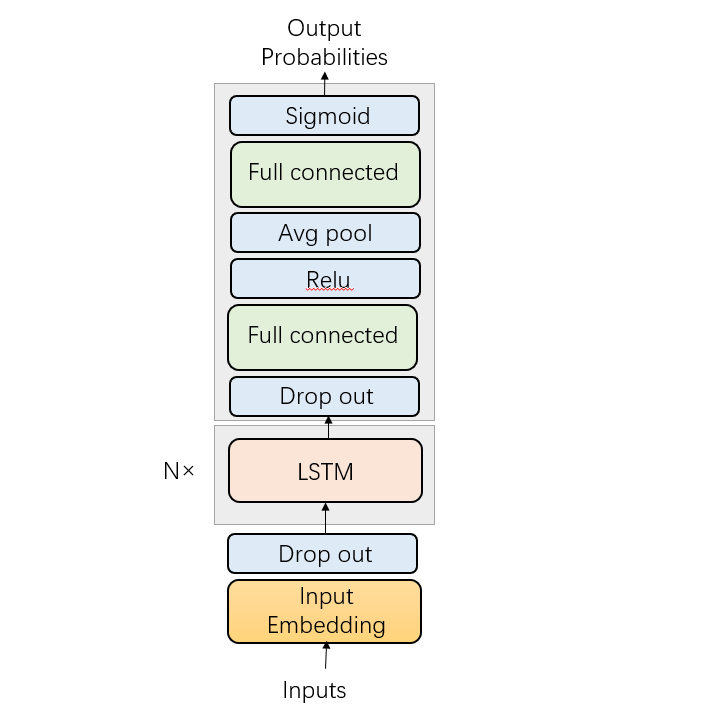 Output
Probabilities
Sigmoid
Full connected
Avg pool
Relu
Full connected
Drop out
N×
LSTM
Drop out
Input
Embedding
Inputs